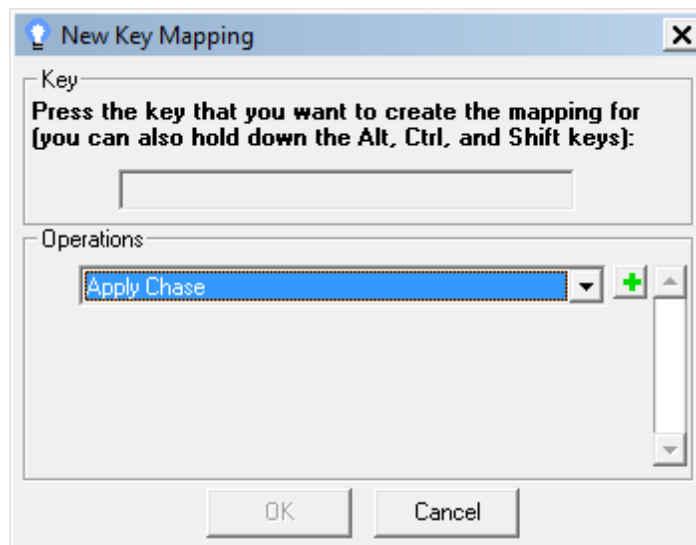 New Key Mapping
Key
Press the key that you want to create the mapping for
(you can also hold down the Alt, Ctrl, and Shift keys):
Operations
Apply Chase
OK
Cancel